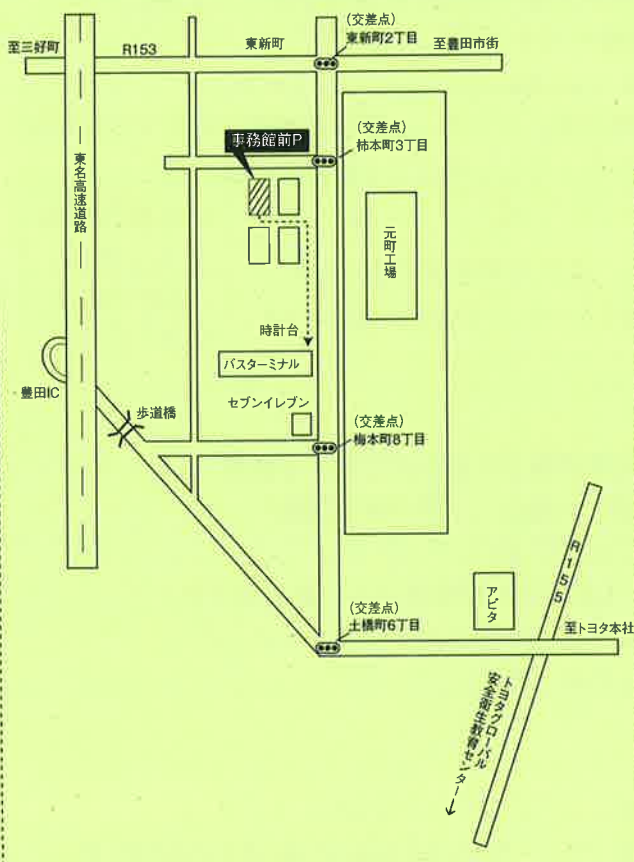 (交差点)
東新町2丁目
至三好町
R153
東新町
至豊田市街
事務館前P
(交差点)
柿本町3丁目
東名高速道路
元町工場
時計台
バスターミナル
豊田IC
セブンイレブン
歩道橋
(交差点)
梅本町8丁目
R155
アピタ
(交差点)
土橋町6丁目
至トヨタ本社
トヨタグローバル
安全衛生教育センター→